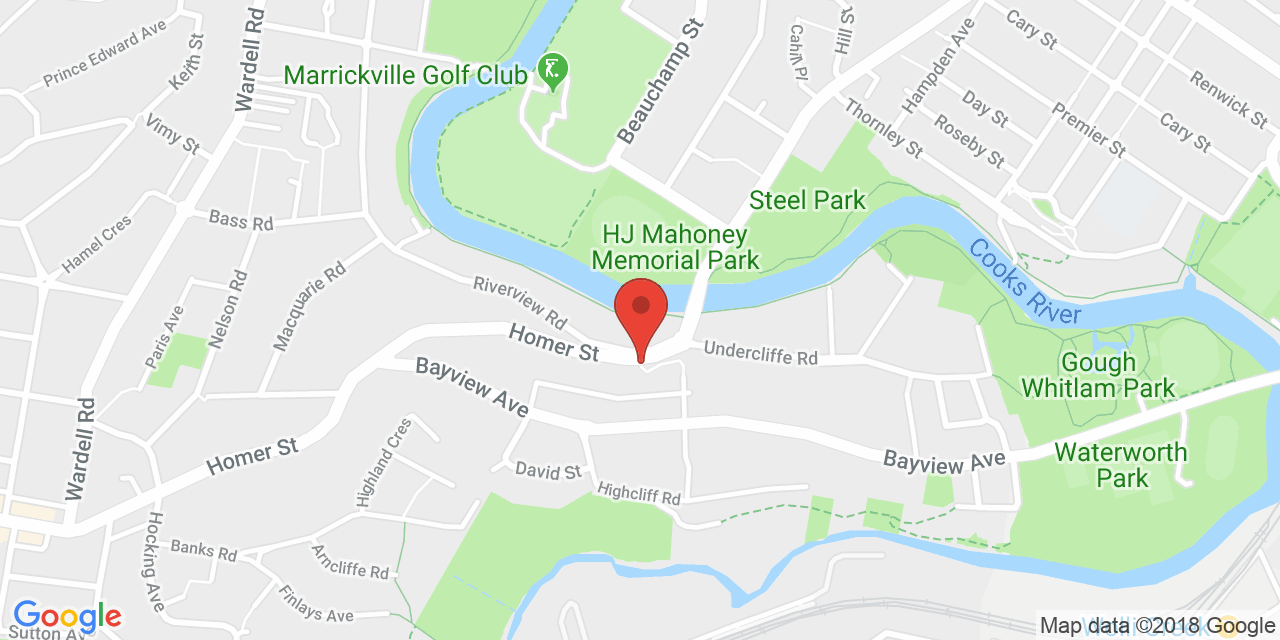 Prince Edward Ave
Keith St
Wardell Rd
Vimy St
Marrickville Golf Club
Beauchamp St
Cahill Pl
Hill St
Hampden Ave
Cary St
Thornley St
Day St
Roseby St
Premier St
Cary St
Renwick St
Hamel Cres
Bass Rd
Steel Park
HJ Mahoney
Memorial Park
Cooks River
Paris Ave
Nelson Rd
Macquarie Rd
Riverview Rd
Homer St
Undercliffe Rd
Gough
Whitlam Park
Bayview Ave
Wardell Rd
Homer St
Highland Cres
David St
Highcliff Rd
Bayview Ave
Waterworth
Park
Hocking Ave
Banks Rd
Arncliffe Rd
Finlays Ave
Google
Sutton Ave
Map data ©2018 Google